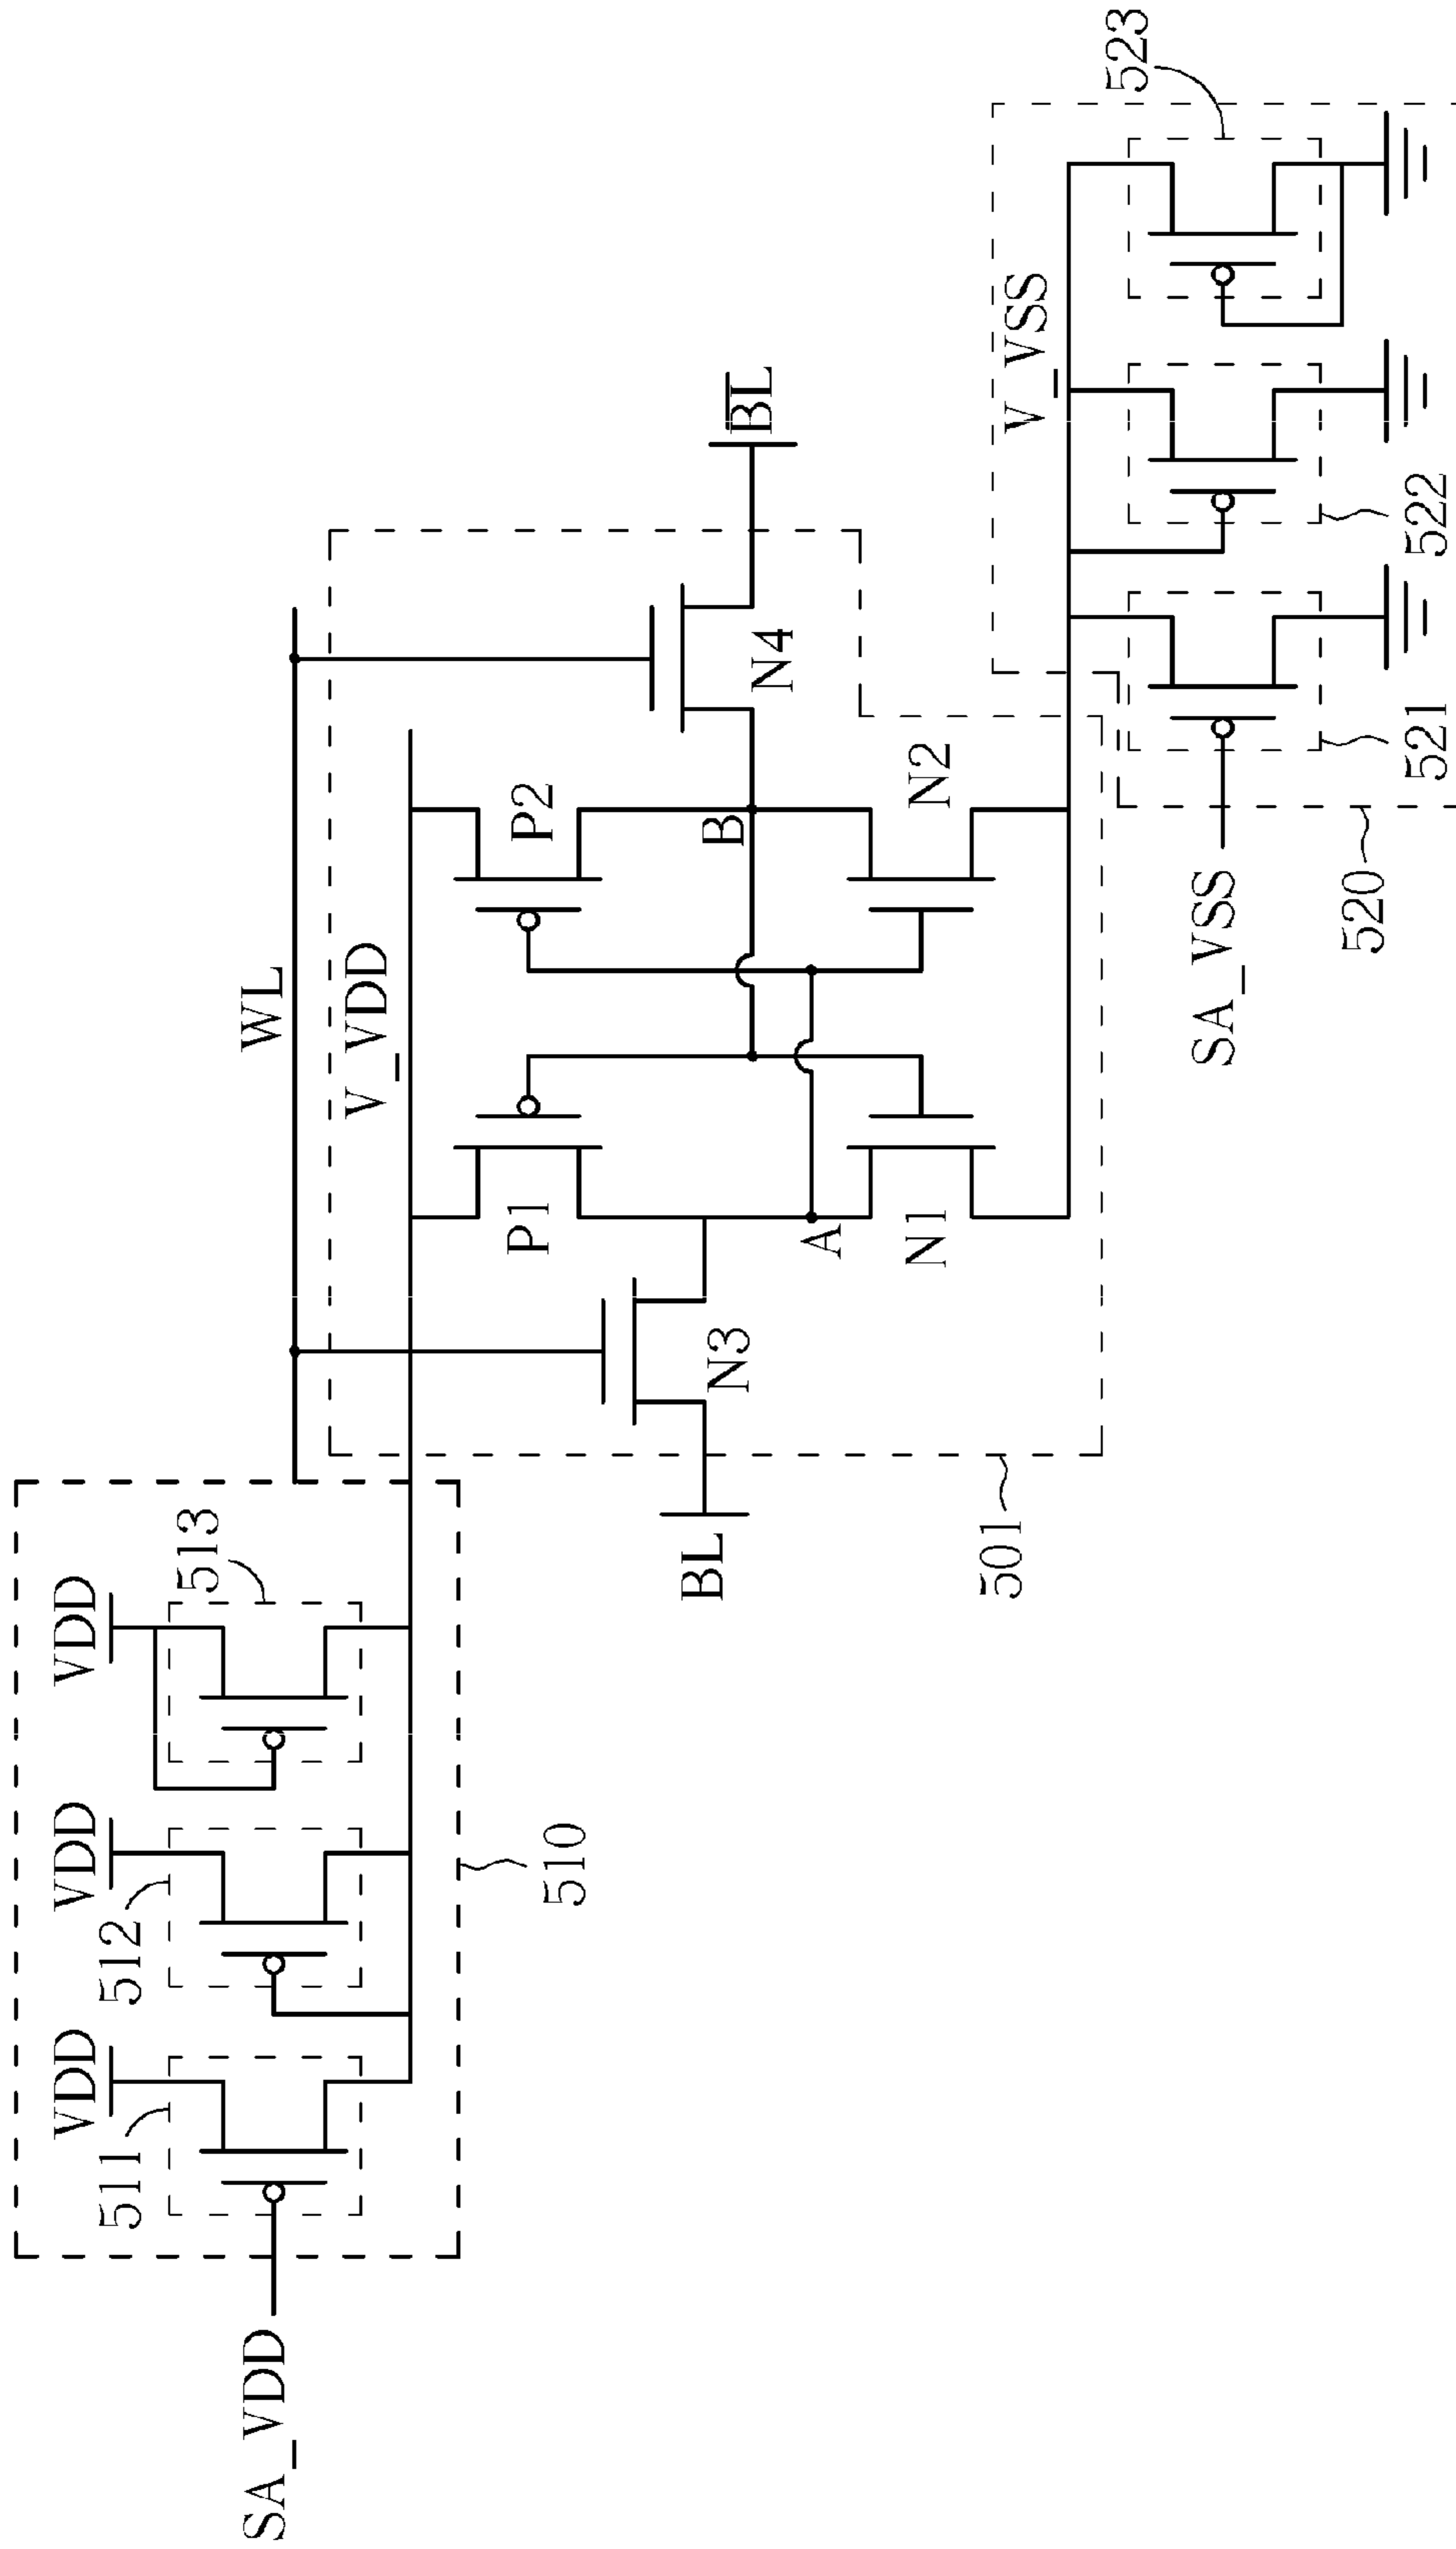 SA_VDD
VDD
VDD
VDD
511
512
513
510
WL
V_VDD
P1
P2
N3
N4
BL
B̅L̅
A
B
N1
N2
501
V_VSS
SA_VSS
521
522
523
520